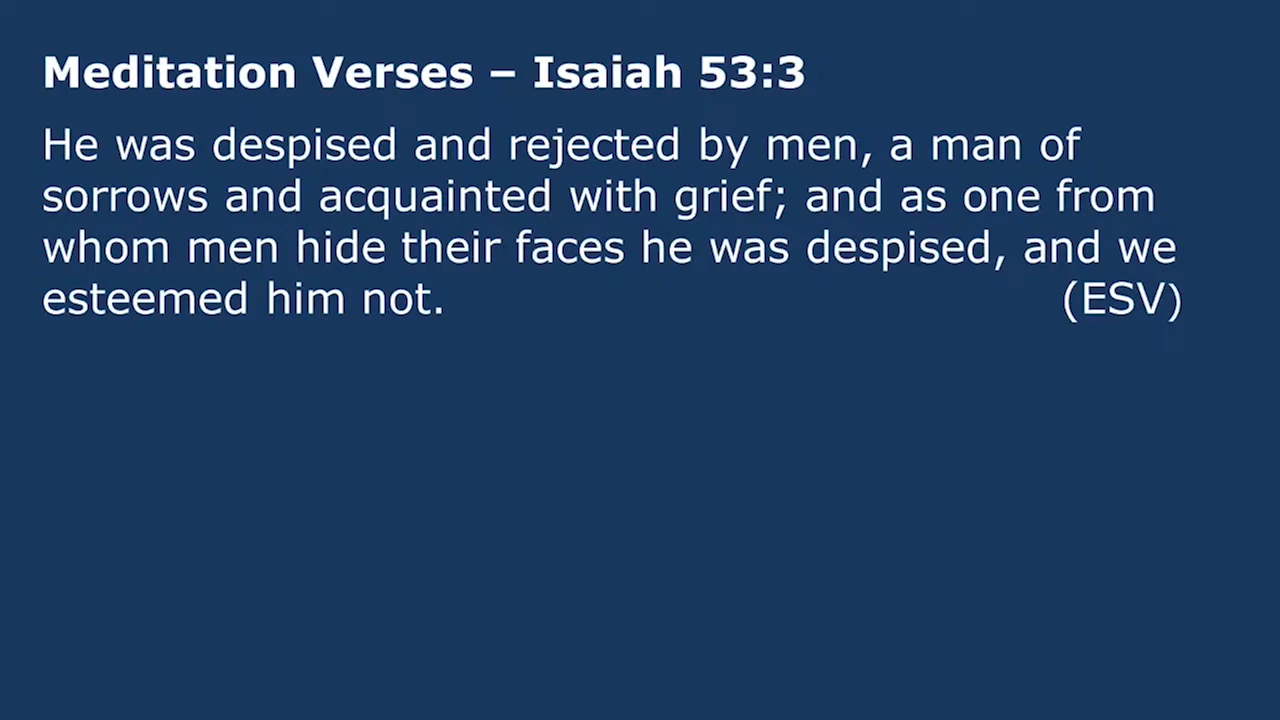 Meditation Verses – Isaiah 53:3
He was despised and rejected by men, a man of
sorrows and acquainted with grief; and as one from
whom men hide their faces he was despised, and we
esteemed him not. (ESV)